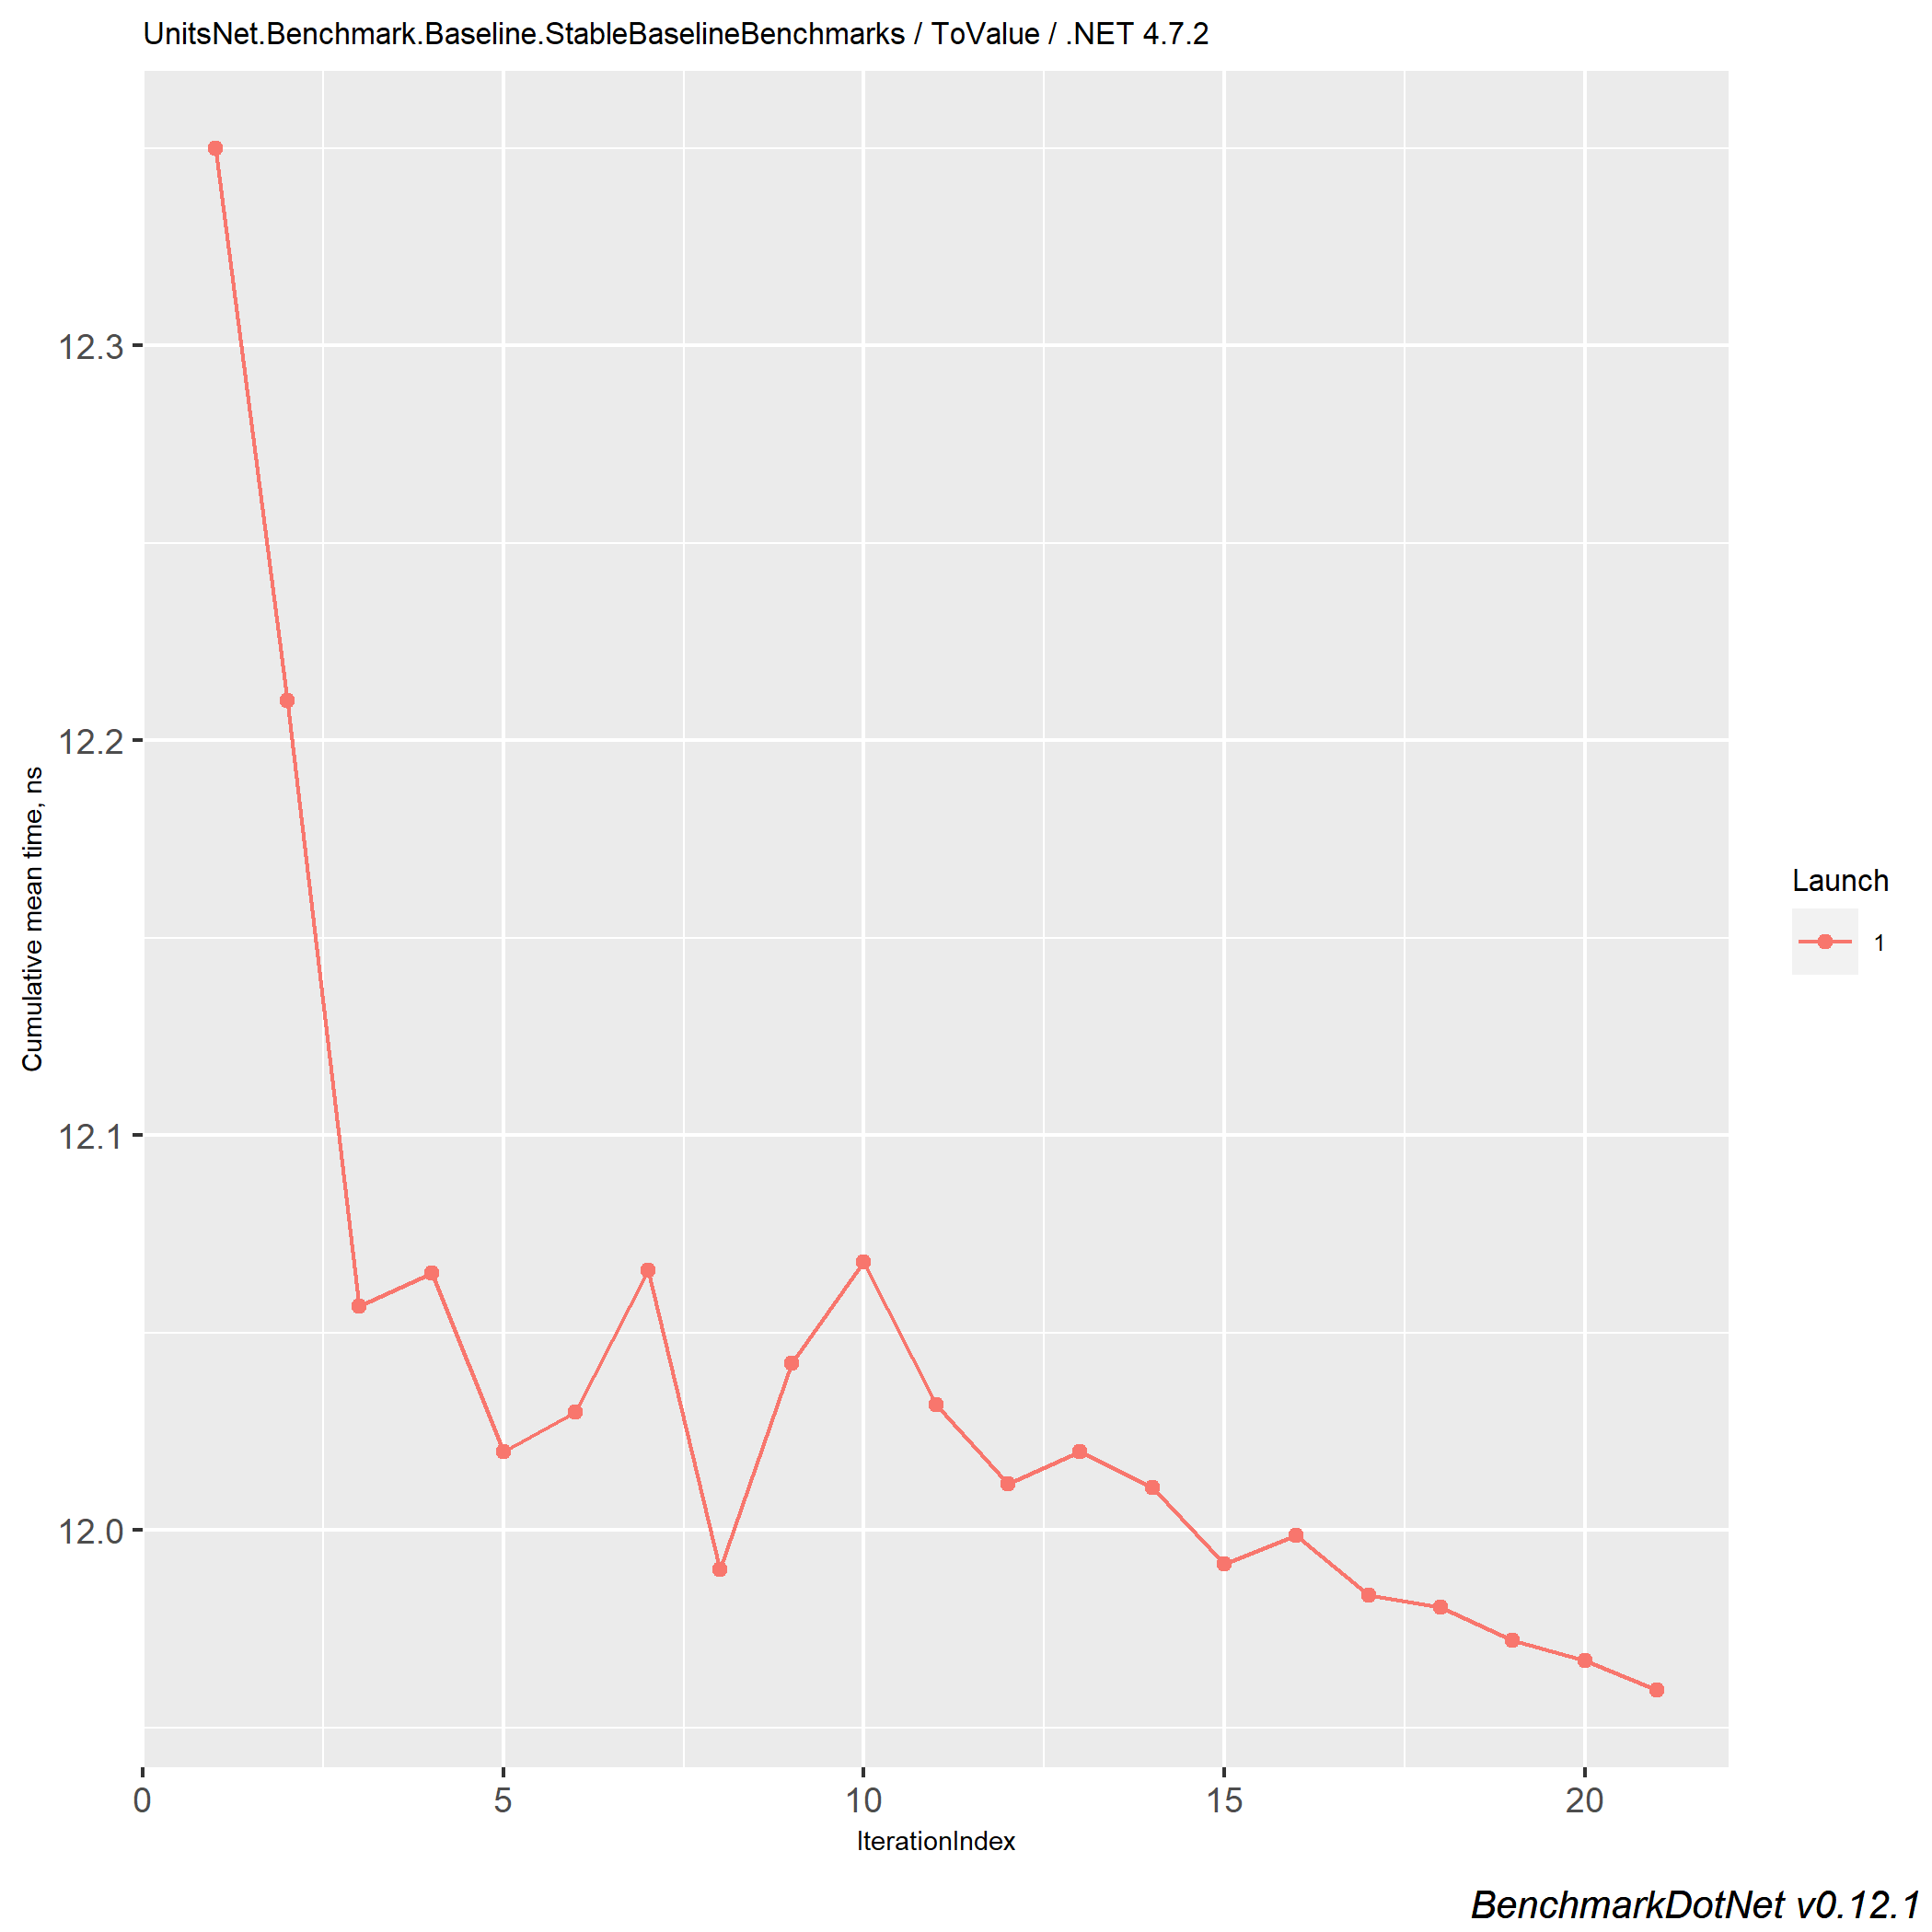 UnitsNet.Benchmark.Baseline.StableBaselineBenchmarks / ToValue / .NET 4.7.2
12.3
12.2
12.1
12.0
Cumulative mean time, ns
0 5 10 15 20
IterationIndex
Launch
1
BenchmarkDotNet v0.12.1